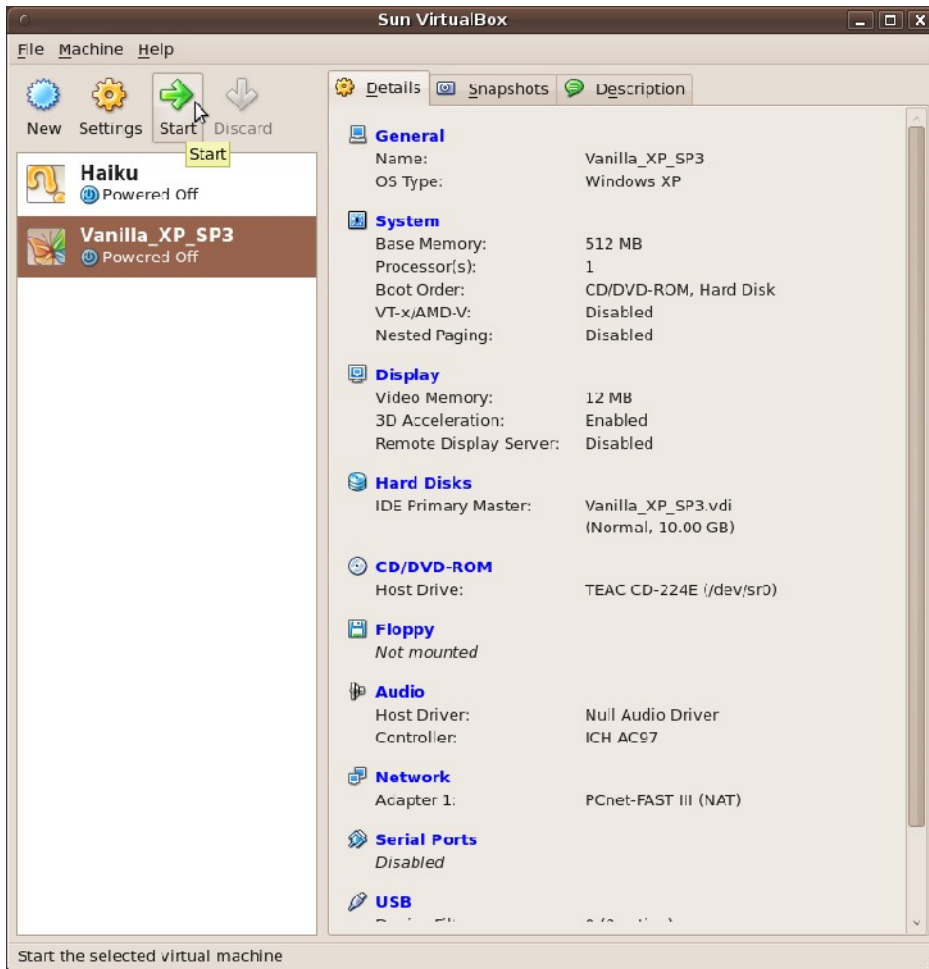 Sun VirtualBox
File Machine Help
New Settings Start Discard
Start
Haiku
Powered Off
Vanilla_XP_SP3
Powered Off
Details Snapshots Description
General
Name: Vanilla_XP_SP3
OS Type: Windows XP
System
Base Memory: 512 MB
Processor(s): 1
Boot Order: CD/DVD-ROM, Hard Disk
VT-x/AMD-V: Disabled
Nested Paging: Disabled
Display
Video Memory: 12 MB
3D Acceleration: Enabled
Remote Display Server: Disabled
Hard Disks
IDE Primary Master: Vanilla_XP_SP3.vdi
(Normal, 10.00 GB)
CD/DVD-ROM
Host Drive: TEAC CD-224E (/dev/sr0)
Floppy
Not mounted
Audio
Host Driver: Null Audio Driver
Controller: ICH AC97
Network
Adapter 1: PCnet-FAST III (NAT)
Serial Ports
Disabled
USB
Start the selected virtual machine